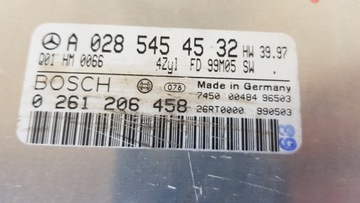 A 028 545 45 32 HW 39.97
Q01 HM 0066 4Zyl FD 99M05 SW
BOSCH 078 Made in Germany
7450 00484 96503
0 261 206 458 26RT0000 990503
63